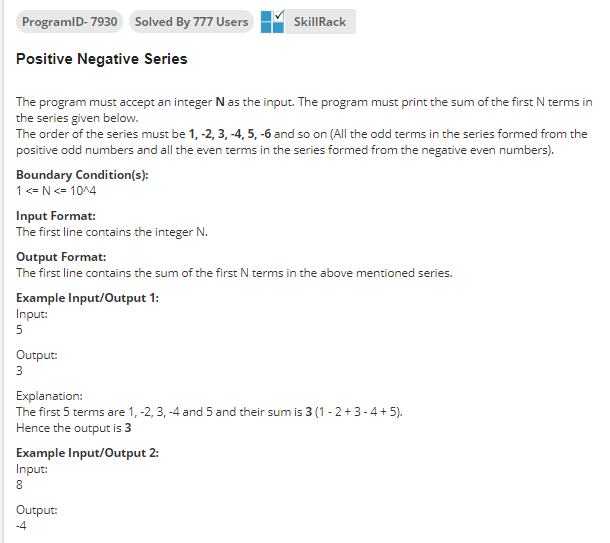 ProgramID- 7930 Solved By 777 Users SkillRack
Positive Negative Series
The program must accept an integer N as the input. The program must print the sum of the first N terms in
the series given below.
The order of the series must be 1, -2, 3, -4, 5, -6 and so on (All the odd terms in the series formed from the
positive odd numbers and all the even terms in the series formed from the negative even numbers).
Boundary Condition(s):
1 <= N <= 10^4
Input Format:
The first line contains the integer N.
Output Format:
The first line contains the sum of the first N terms in the above mentioned series.
Example Input/Output 1:
Input:
5
Output:
3
Explanation:
The first 5 terms are 1, -2, 3, -4 and 5 and their sum is 3 (1 - 2 + 3 - 4 + 5).
Hence the output is 3
Example Input/Output 2:
Input:
8
Output:
-4